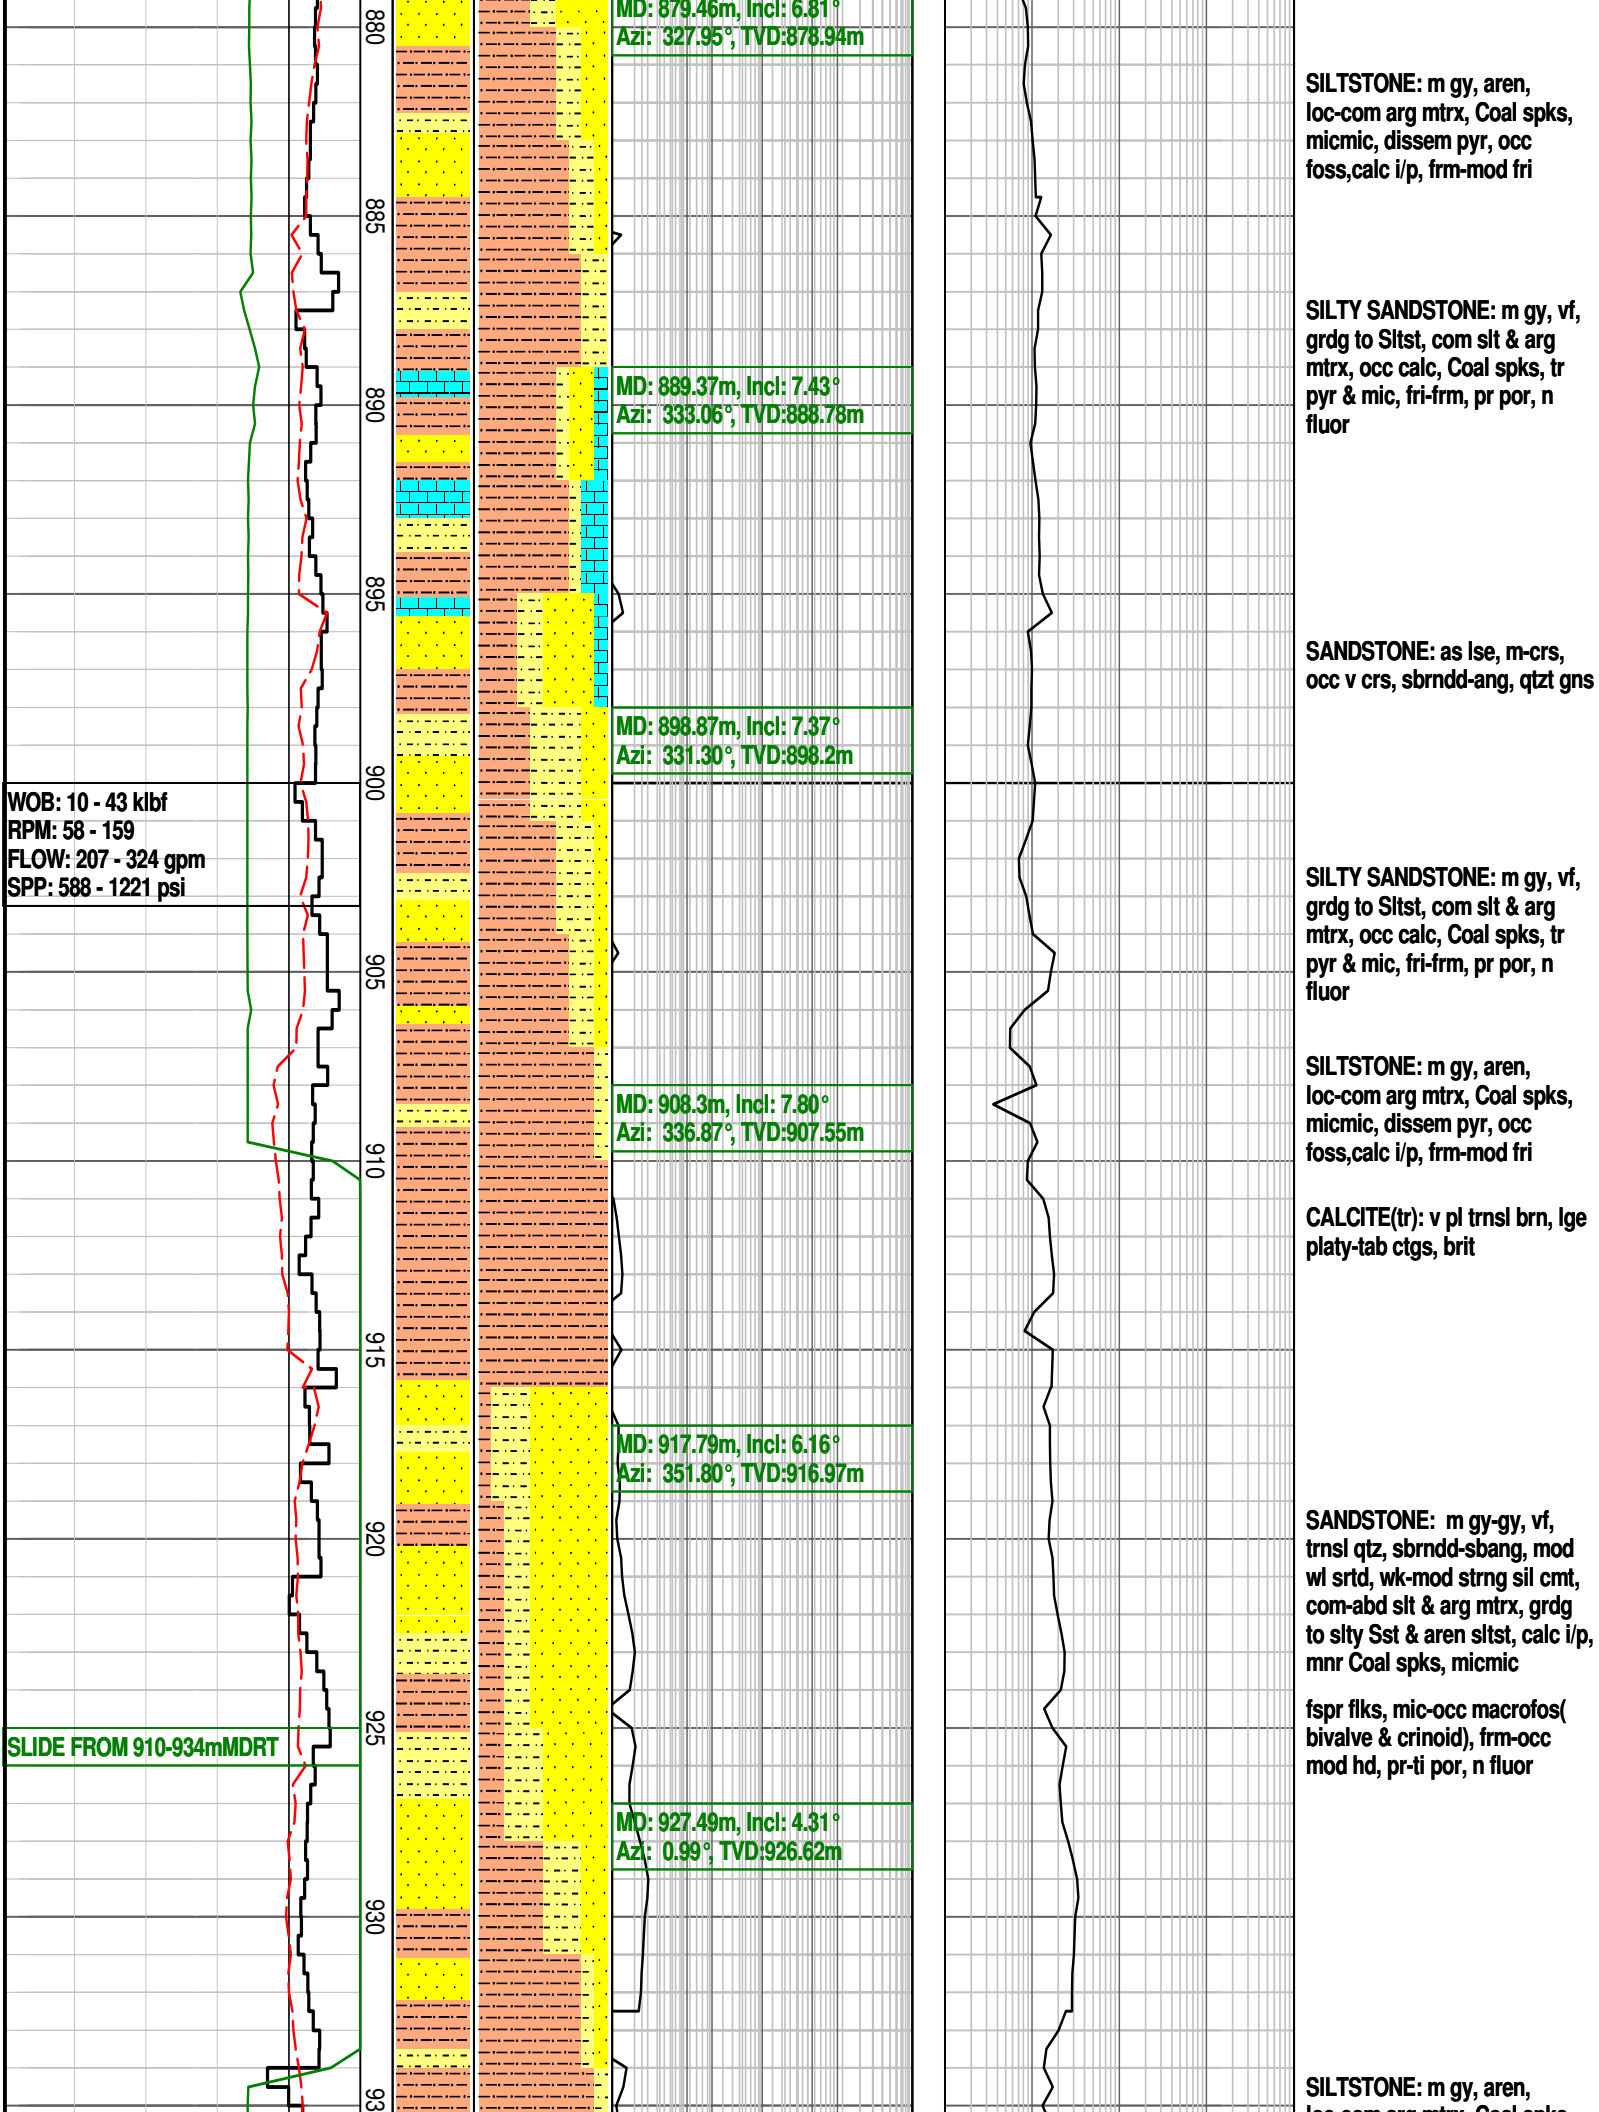 MD: 879.46m, Incl: 6.81°
Azi: 327.95°, TVD:878.94m
880
SILTSTONE: m gy, aren,
loc-com arg mtrx, Coal spks,
micmic, dissem pyr, occ
foss,calc i/p, frm-mod fri
885
SILTY SANDSTONE: m gy, vf,
grdg to Sltst, com slt & arg
mtrx, occ calc, Coal spks, tr
pyr & mic, fri-frm, pr por, n
fluor
MD: 889.37m, Incl: 7.43°
Azi: 333.06°, TVD:888.78m
890
895
SANDSTONE: as lse, m-crs,
occ v crs, sbrndd-ang, qtzt gns
MD: 898.87m, Incl: 7.37°
Azi: 331.30°, TVD:898.2m
900
WOB: 10 - 43 klbf
RPM: 58 - 159
FLOW: 207 - 324 gpm
SPP: 588 - 1221 psi
SILTY SANDSTONE: m gy, vf,
grdg to Sltst, com slt & arg
mtrx, occ calc, Coal spks, tr
pyr & mic, fri-frm, pr por, n
fluor
905
SILTSTONE: m gy, aren,
loc-com arg mtrx, Coal spks,
micmic, dissem pyr, occ
foss,calc i/p, frm-mod fri
MD: 908.3m, Incl: 7.80°
Azi: 336.87°, TVD:907.55m
910
CALCITE(tr): v pl trnsl brn, lge
platy-tab ctgs, brit
915
MD: 917.79m, Incl: 6.16°
Azi: 351.80°, TVD:916.97m
920
SANDSTONE: m gy-gy, vf,
trnsl qtz, sbrndd-sbang, mod
wl srtd, wk-mod strng sil cmt,
com-abd slt & arg mtrx, grdg
to slty Sst & aren sltst, calc i/p,
mnr Coal spks, micmic
fspr flks, mic-occ macrofos(
bivalve & crinoid), frm-occ
mod hd, pr-ti por, n fluor
925
SLIDE FROM 910-934mMDRT
MD: 927.49m, Incl: 4.31°
Azi: 0.99°, TVD:926.62m
930
SILTSTONE: m gy, aren,
loc-com arg mtrx, Coal spks,
93